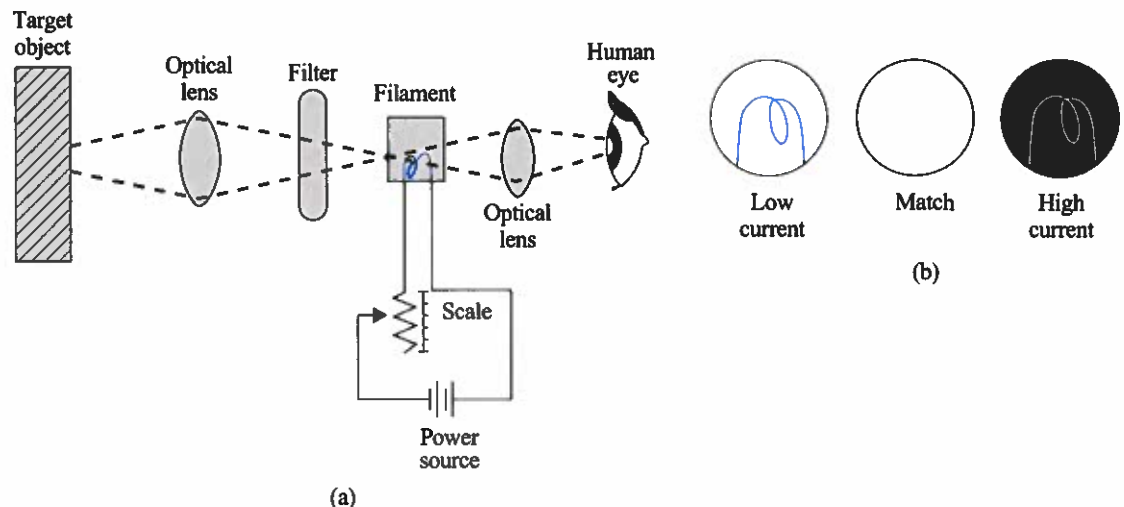 Target
object
Optical
lens
Filter
Filament
Human
eye
Optical
lens
Scale
Power
source
(a)
Low
current
Match
High
current
(b)